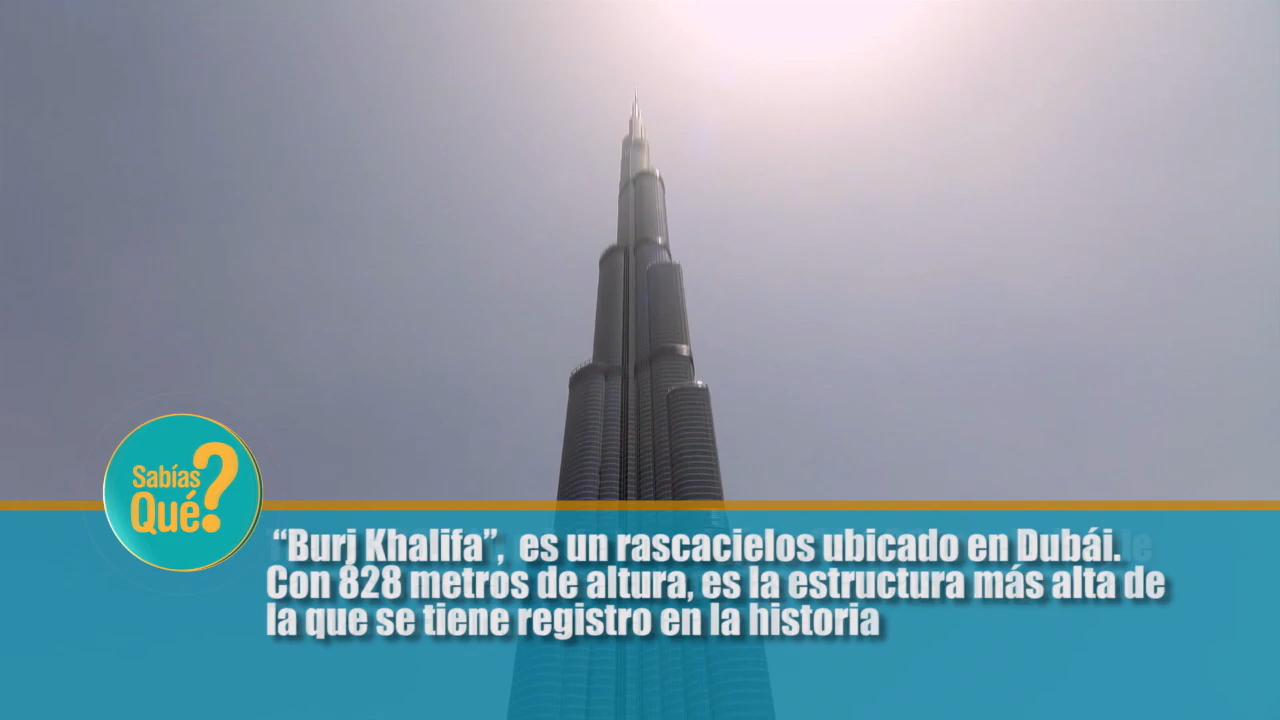 Sabías
Qué?
“Burj Khalifa”, es un rascacielos ubicado en Dubái.
Con 828 metros de altura, es la estructura más alta de
la que se tiene registro en la historia